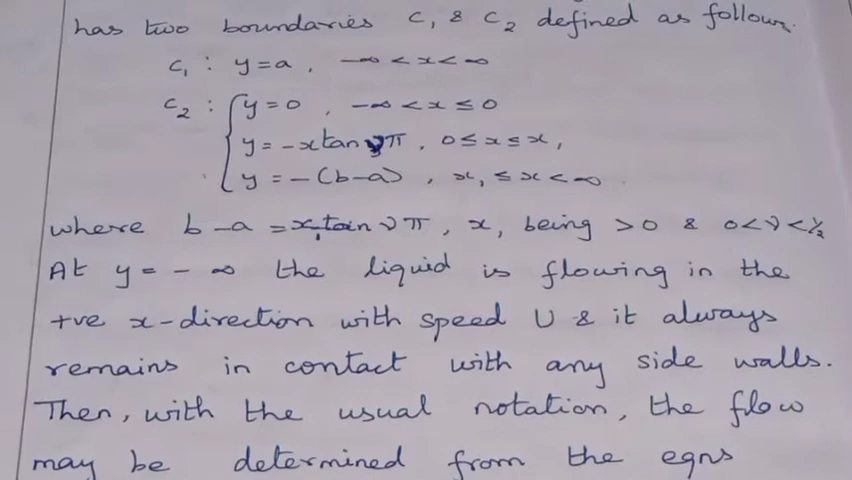 has two boundaries C₁ & C₂ defined as follows.
C₁ : y = a , -∞ < x < ∞
C₂ : { y = 0 , -∞ < x ≤ 0
y = -x tan νπ , 0 ≤ x ≤ x₁
y = -(b-a) , x₁ ≤ x < ∞
where b-a = x₁ tan νπ , x₁ being > 0 & 0 < ν < 1/2
At y = -∞ the liquid is flowing in the
+ve x-direction with speed U & it always
remains in contact with any side walls.
Then, with the usual notation, the flow
may be determined from the eqns